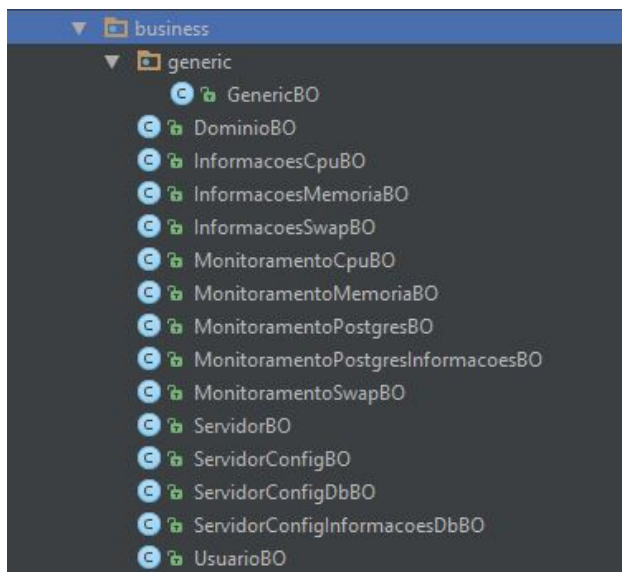 business
generic
C GenericBO
C DominioBO
C InformacoesCpuBO
C InformacoesMemoriaBO
C InformacoesSwapBO
C MonitoramentoCpuBO
C MonitoramentoMemoriaBO
C MonitoramentoPostgresBO
C MonitoramentoPostgresInformacoesBO
C MonitoramentoSwapBO
C ServidorBO
C ServidorConfigBO
C ServidorConfigDbBO
C ServidorConfigInformacoesDbBO
C UsuarioBO